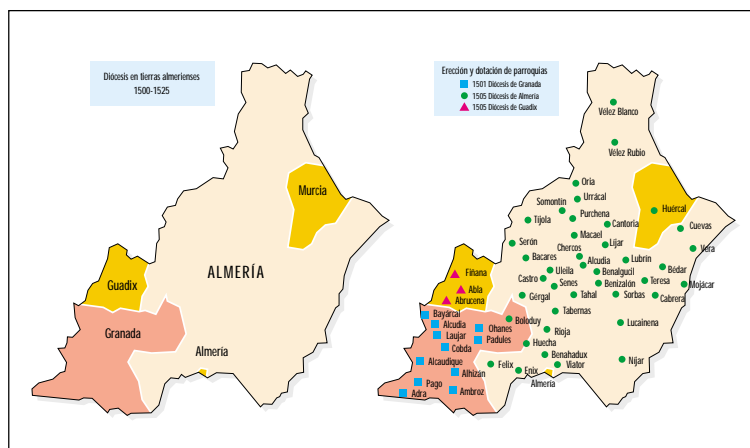 Diócesis en tierras almerienses
1500-1525
Murcia
ALMERÍA
Guadix
Granada
Almería
Erección y dotación de parroquias
1501 Diócesis de Granada
1505 Diócesis de Almería
1505 Diócesis de Guadix
Vélez Blanco
Vélez Rubio
Oria
Urrácal
Somontín
Huércal
Tíjola
Purchena
Cantoria
Cuevas
Serón
Macael
Líjar
Vera
Chercos
Bacares
Alcudia
Lubrín
Fiñana
Uleila
Benalguacil
Bédar
Castro
Senes
Benizalón
Teresa
Mojácar
Abla
Abrucena
Gérgal
Tahal
Sorbas
Cabrera
Bayárcal
Tabernas
Alcudia
Ohanes
Boloduy
Lucainena
Laujar
Padules
Rioja
Cobda
Huecha
Alcaudique
Benahadux
Alhizan
Felix
Enix
Viator
Níjar
Pago
Almería
Adra
Ambroz